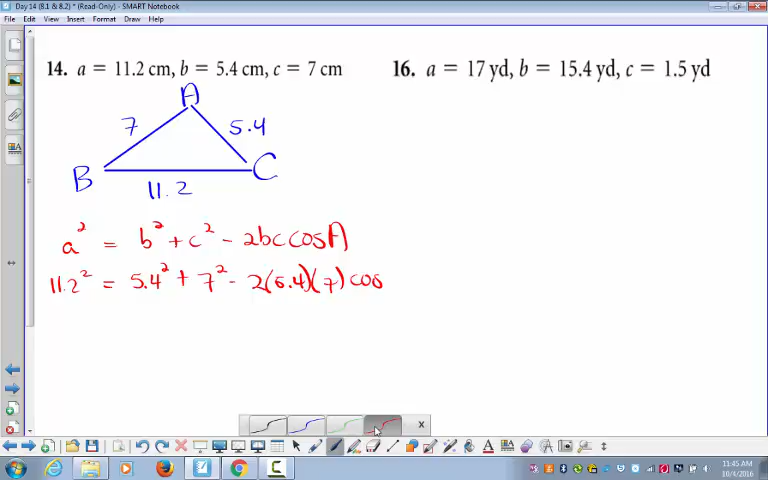 Day 14 (8.1 & 8.2) * (Read-Only) - SMART Notebook
File Edit View Insert Format Draw Help
14. a = 11.2 cm, b = 5.4 cm, c = 7 cm
16. a = 17 yd, b = 15.4 yd, c = 1.5 yd
A
7 5.4
B C
11.2
a² = b² + c² - 2bc cos A
11.2² = 5.4² + 7² - 2(5.4)(7) cos
11:45 AM
10/4/2016